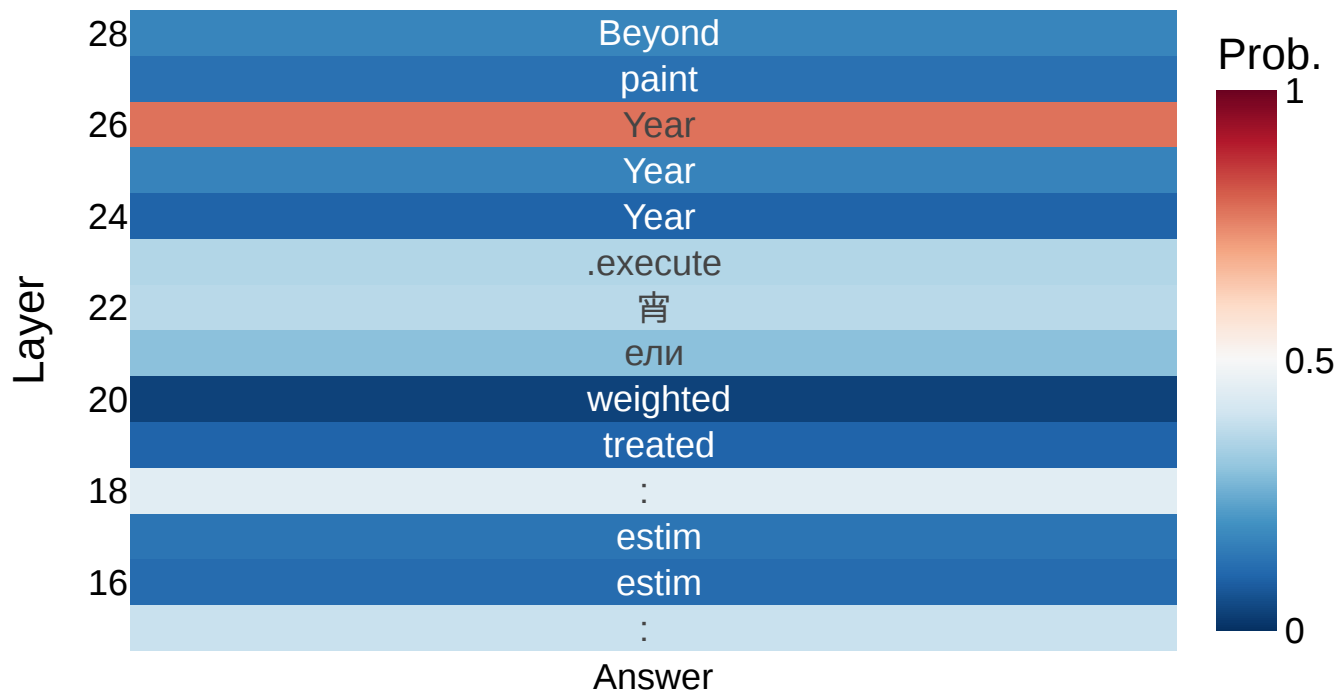 28
Beyond
paint
26
Year
Year
24
Year
.execute
22
宵
ели
20
weighted
treated
18
:
estim
16
estim
:
Layer
Answer
Prob.
1
0.5
0